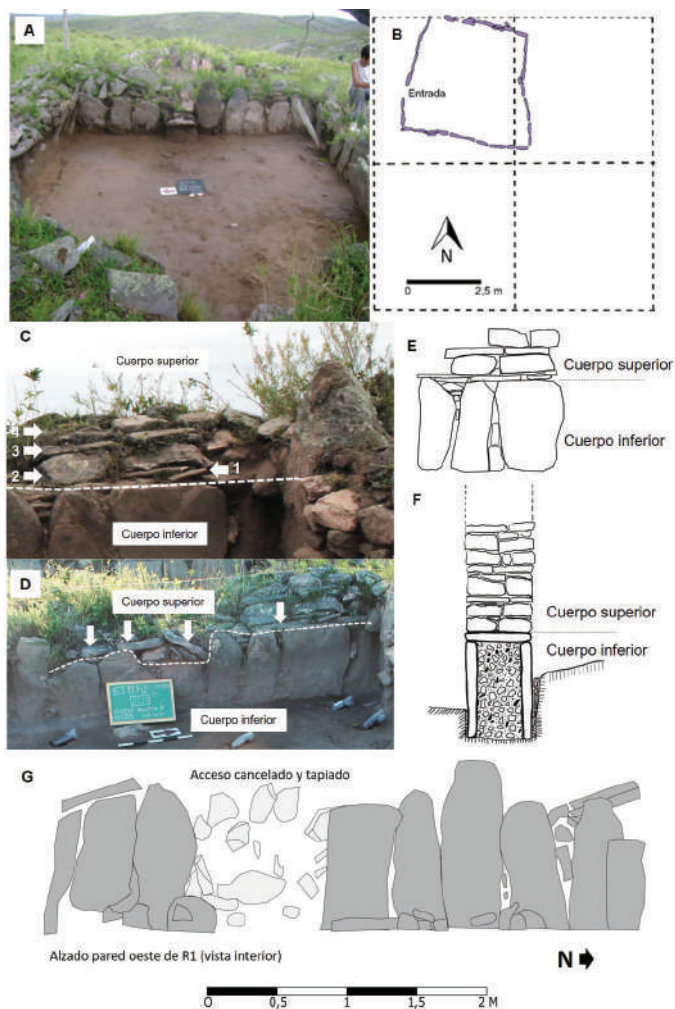 A
B
Entrada
N
0
2,5 m
C
Cuerpo superior
4
3
2
1
Cuerpo inferior
D
Cuerpo superior
Cuerpo inferior
E
Cuerpo superior
Cuerpo inferior
F
Cuerpo superior
Cuerpo inferior
G
Acceso cancelado y tapiado
Alzado pared oeste de R1 (vista interior)
N
O 0,5 1 1,5 2 M